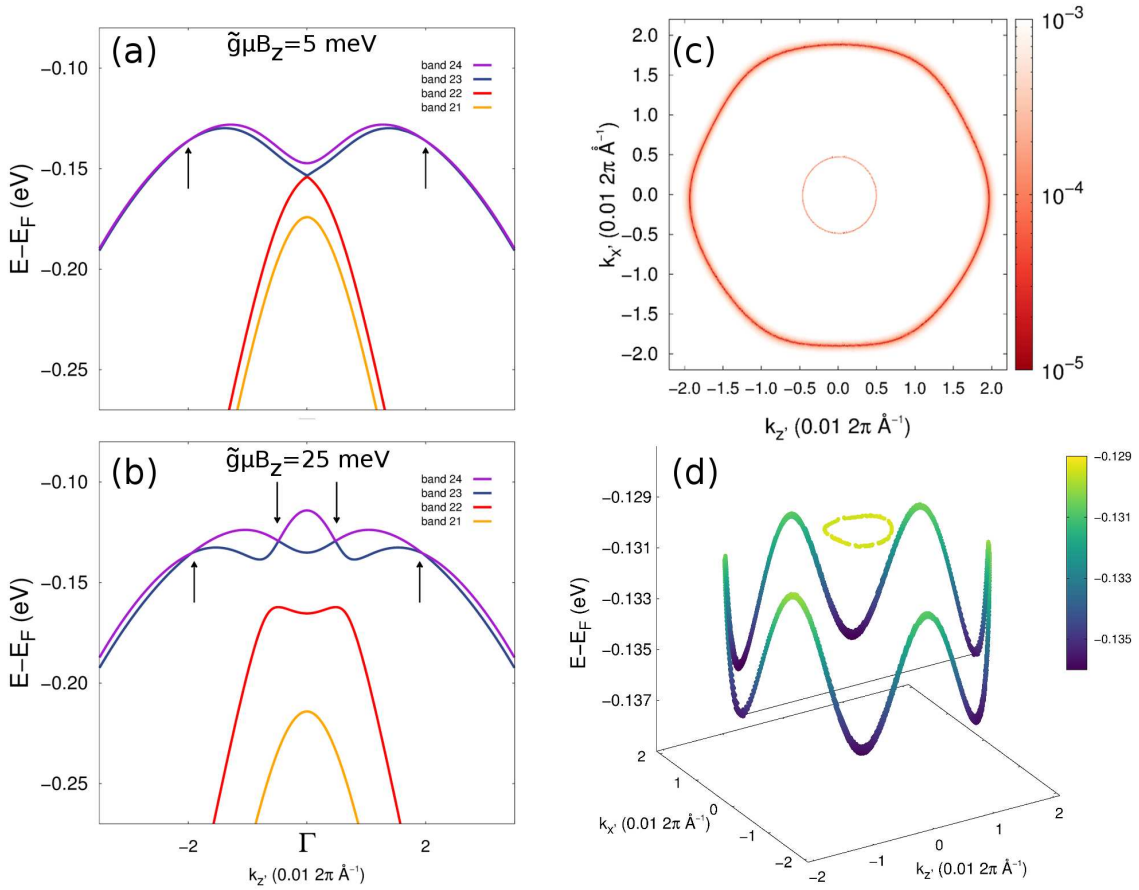 (a)
g̃μB_z=5 meV
band 24
band 23
band 22
band 21
−0.10
−0.15
−0.20
−0.25
E−E_F (eV)
(b)
g̃μB_z=25 meV
band 24
band 23
band 22
band 21
−0.10
−0.15
−0.20
−0.25
E−E_F (eV)
−2
Γ
2
k_z' (0.01 2π Å⁻¹)
(c)
2.0
1.5
1.0
0.5
0.0
−0.5
−1.0
−1.5
−2.0
k_x' (0.01 2π Å⁻¹)
−2.0 −1.5 −1.0 −0.5 0.0 0.5 1.0 1.5 2.0
k_z' (0.01 2π Å⁻¹)
10⁻³
10⁻⁴
10⁻⁵
(d)
−0.129
−0.131
−0.133
−0.135
−0.137
E−E_F (eV)
2
1
0
−1
−2
k_x' (0.01 2π Å⁻¹)
−2
−1
0
1
2
k_z' (0.01 2π Å⁻¹)
−0.129
−0.131
−0.133
−0.135